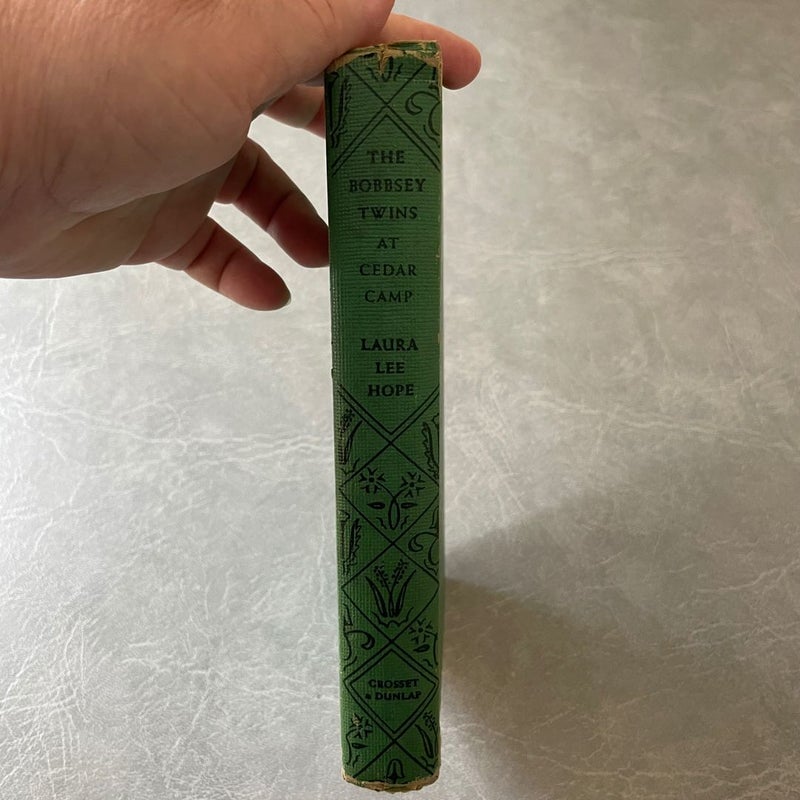 THE
BOBBSEY
TWINS
AT
CEDAR
CAMP
LAURA
LEE
HOPE
GROSSET
& DUNLAP